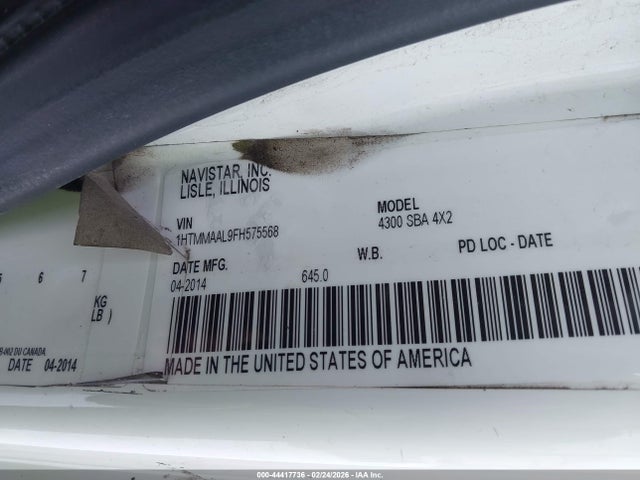 NAVISTAR, INC.
LISLE, ILLINOIS
VIN
1HTMMAAL9FH575568
MODEL
4300 SBA 4X2
DATE MFG.
04-2014
645.0
W.B.
PD LOC - DATE
MADE IN THE UNITED STATES OF AMERICA
6 7
KG
LB )
DU CANADA
DATE 04-2014
000-44417736 - 02/24/2026 - IAA Inc.